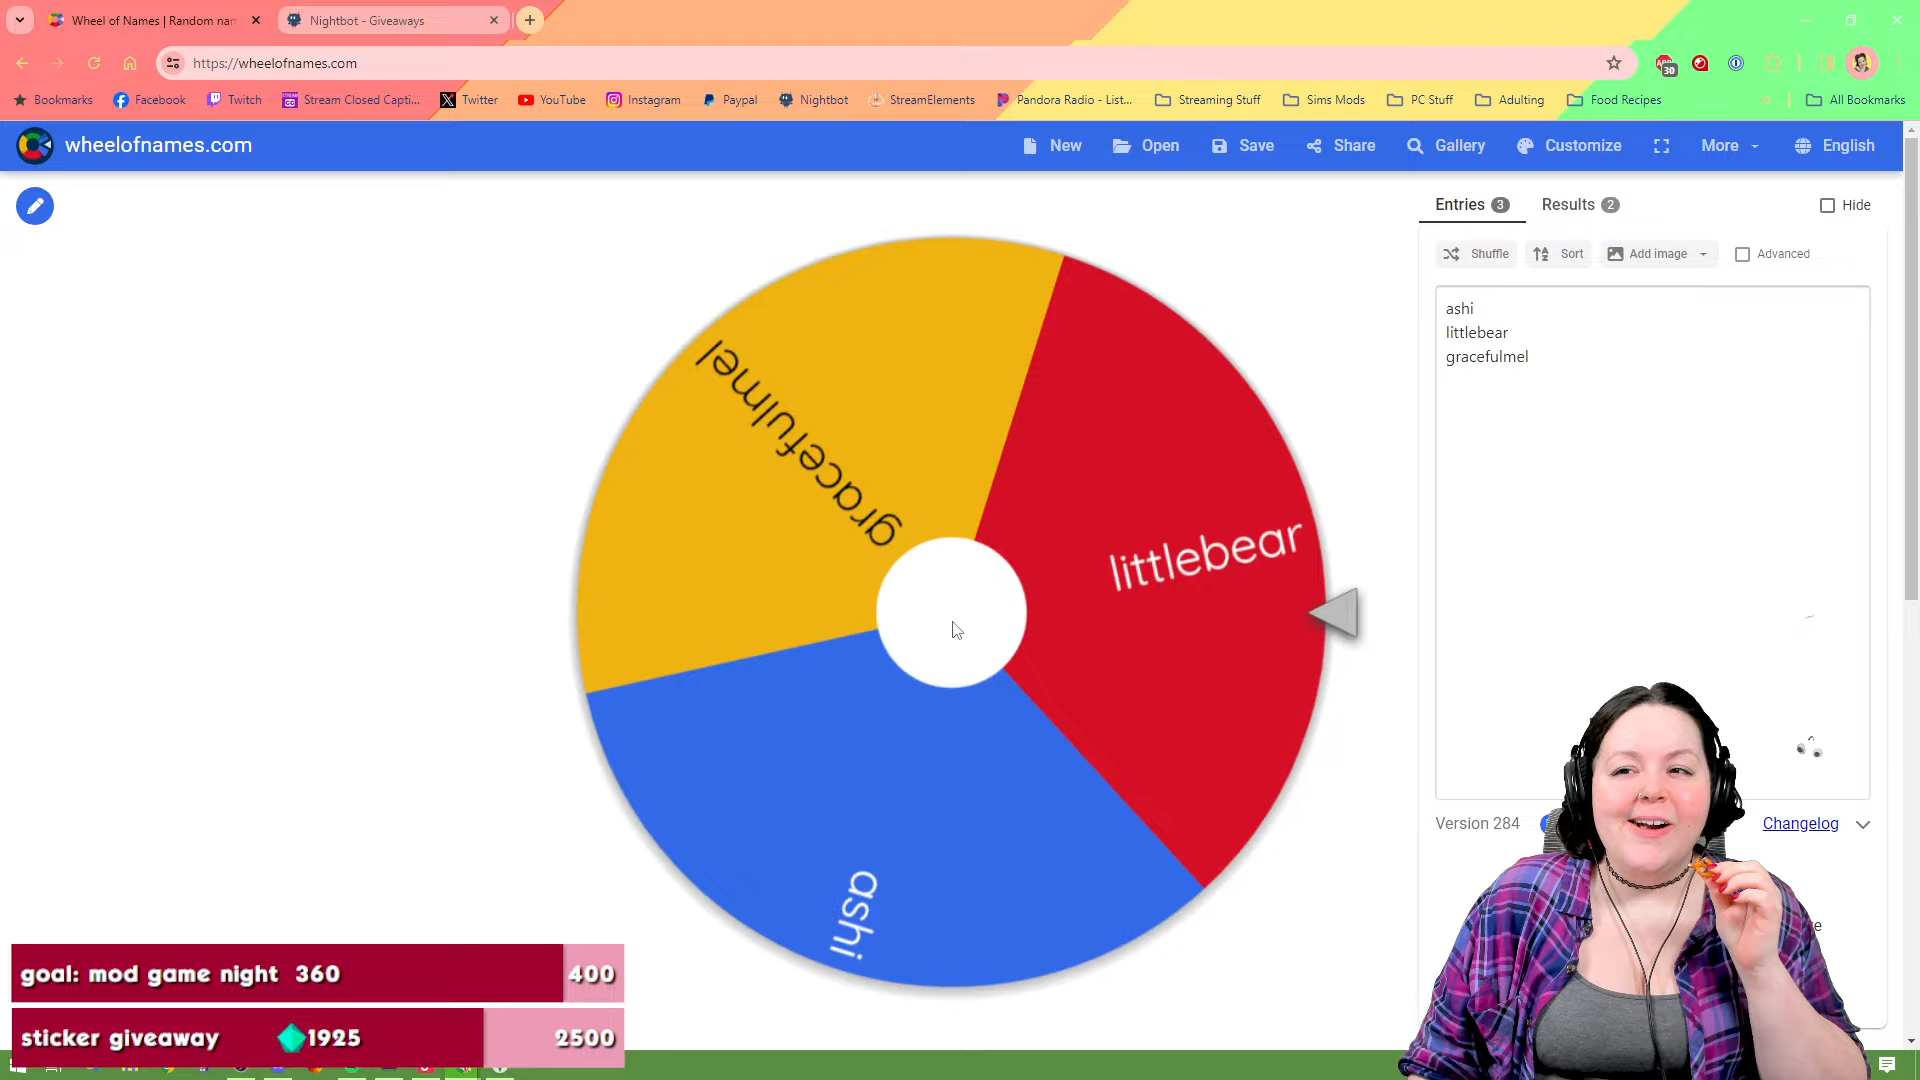 Wheel of Names | Random nam
Nightbot - Giveaways
https://wheelofnames.com
30
Bookmarks
Facebook
Twitch
Stream Closed Capti...
Twitter
YouTube
Instagram
Paypal
Nightbot
StreamElements
Pandora Radio - List...
Streaming Stuff
Sims Mods
PC Stuff
Adulting
Food Recipes
All Bookmarks
wheelofnames.com
New
Open
Save
Share
Gallery
Customize
More
English
Entries 3
Results 2
Hide
Shuffle
Sort
Add image
Advanced
ashi
littlebear
gracefulmel
gracefulmel
littlebear
ashi
Version 284
Changelog
goal: mod game night 360
400
sticker giveaway
1925
2500